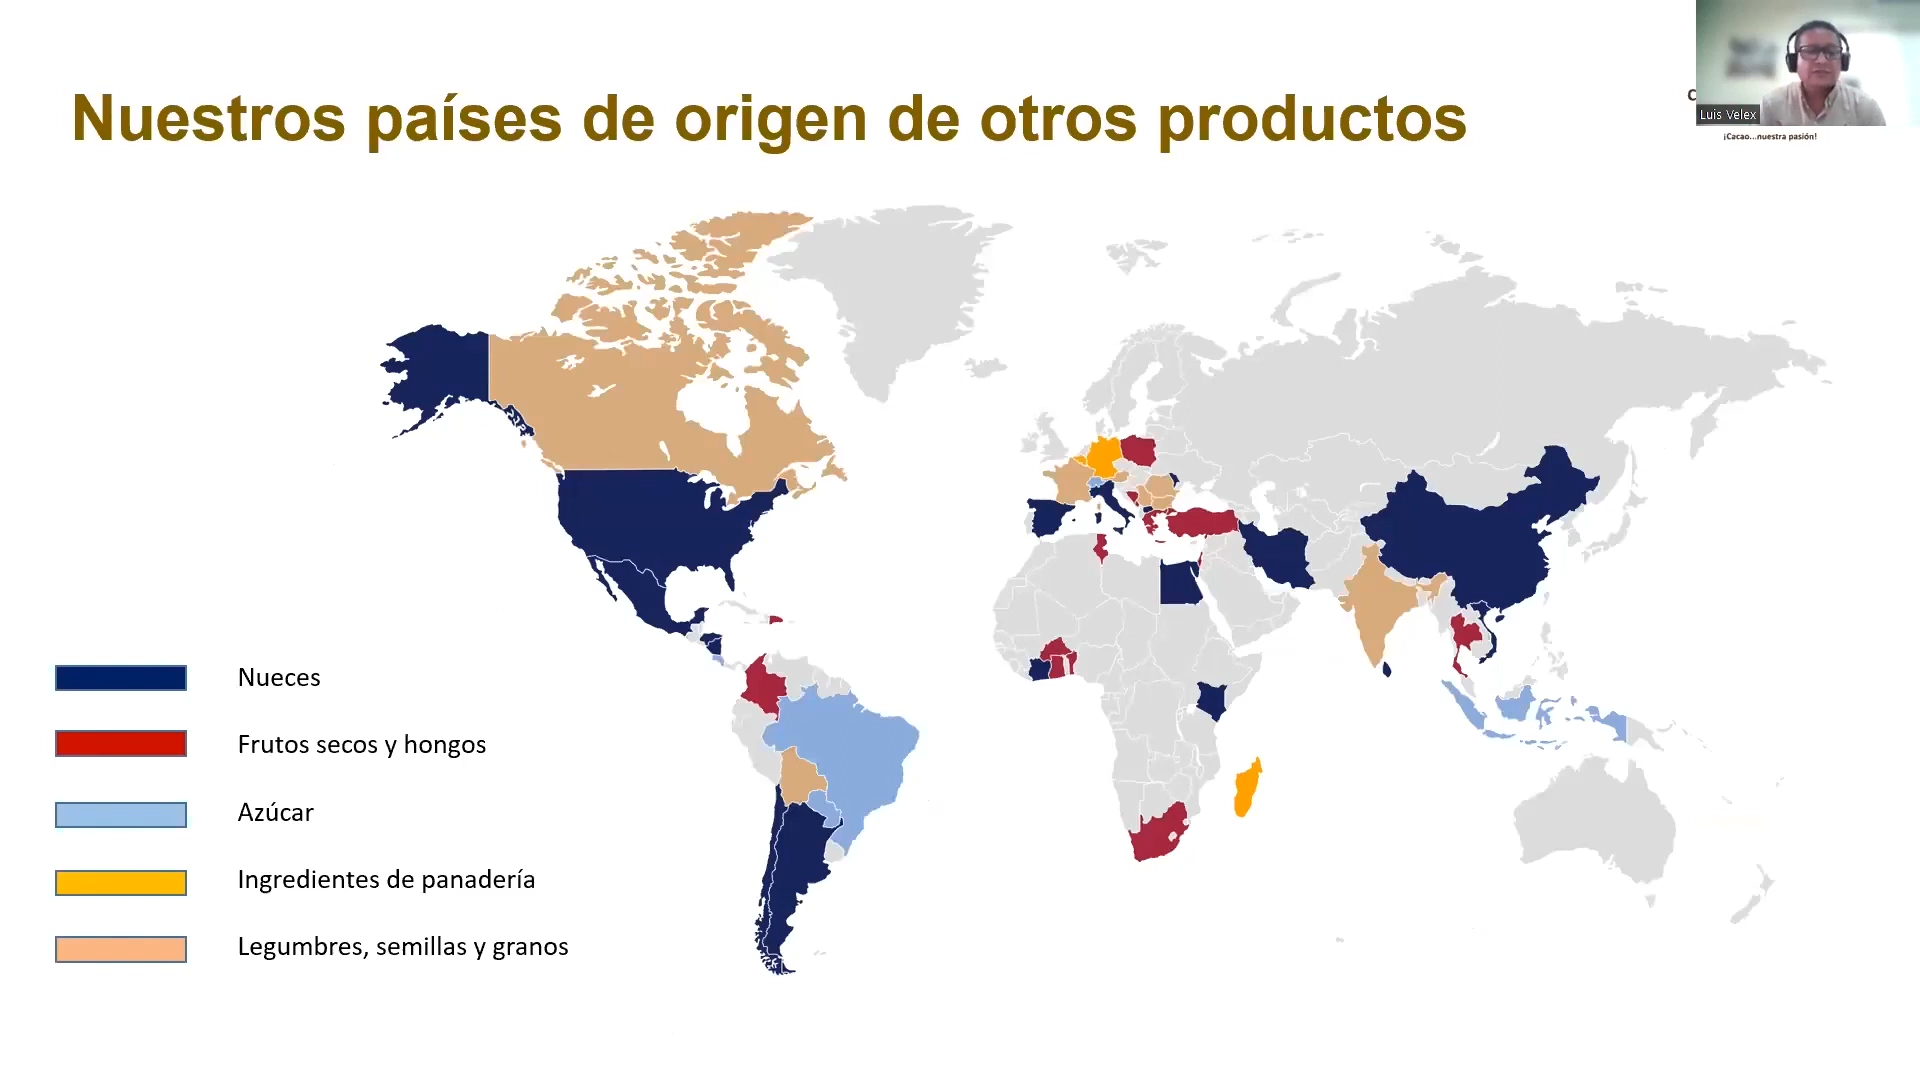 Nuestros países de origen de otros productos
Luis Velex
¡Cacao...nuestra pasión!
Nueces
Frutos secos y hongos
Azúcar
Ingredientes de panadería
Legumbres, semillas y granos